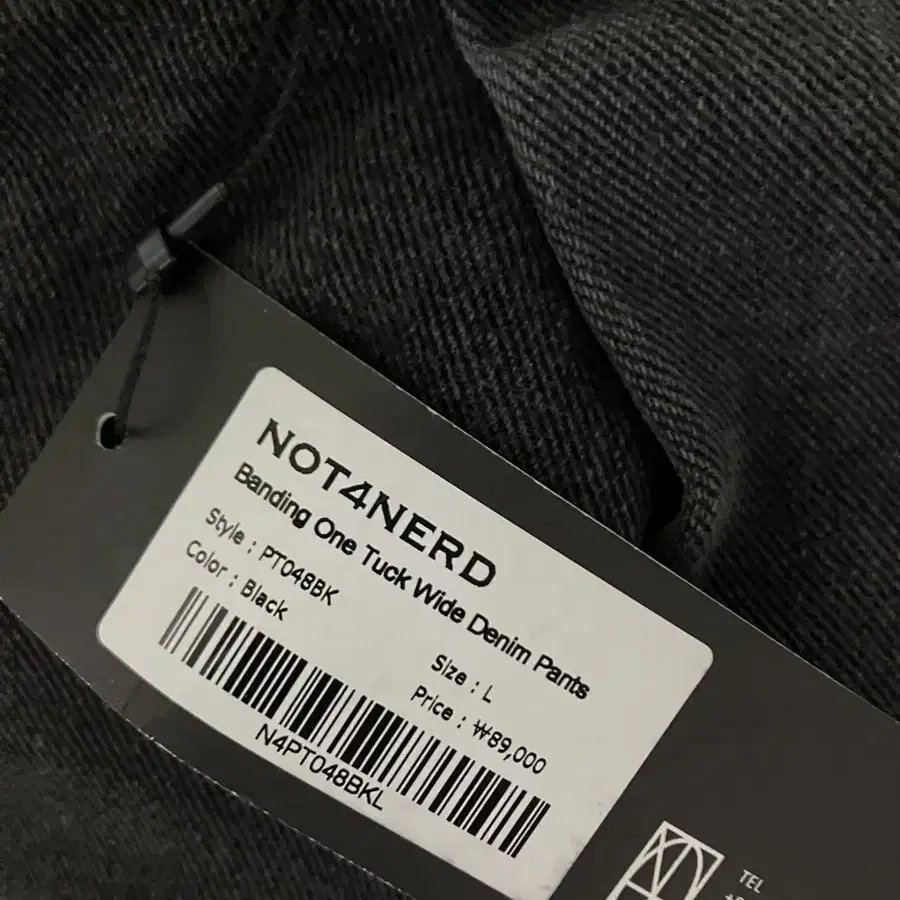 NOT4NERD
Banding One Tuck Wide Denim Pants
Style : PT048BK
Color : Black
Size : L
Price : ₩89,000
N4PT048BKL
TEL